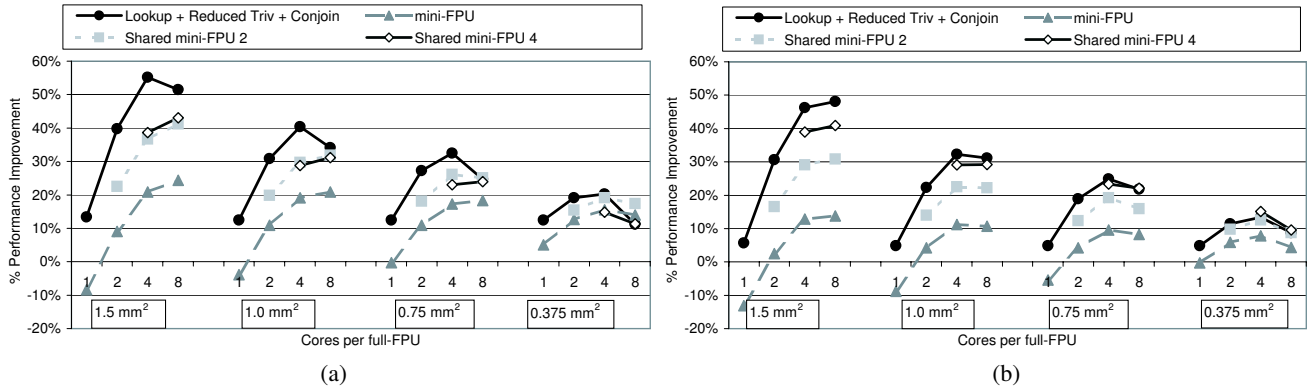 Lookup + Reduced Triv + Conjoin
mini-FPU
Shared mini-FPU 2
Shared mini-FPU 4
60%
50%
40%
30%
20%
10%
0%
-10%
-20%
% Performance Improvement
1 2 4 8 1 2 4 8 1 2 4 8 1 2 4 8
1.5 mm²
1.0 mm²
0.75 mm²
0.375 mm²
Cores per full-FPU
(a)
Lookup + Reduced Triv + Conjoin
mini-FPU
Shared mini-FPU 2
Shared mini-FPU 4
60%
50%
40%
30%
20%
10%
0%
-10%
-20%
% Performance Improvement
1 2 4 8 1 2 4 8 1 2 4 8 1 2 4 8
1.5 mm²
1.0 mm²
0.75 mm²
0.375 mm²
Cores per full-FPU
(b)